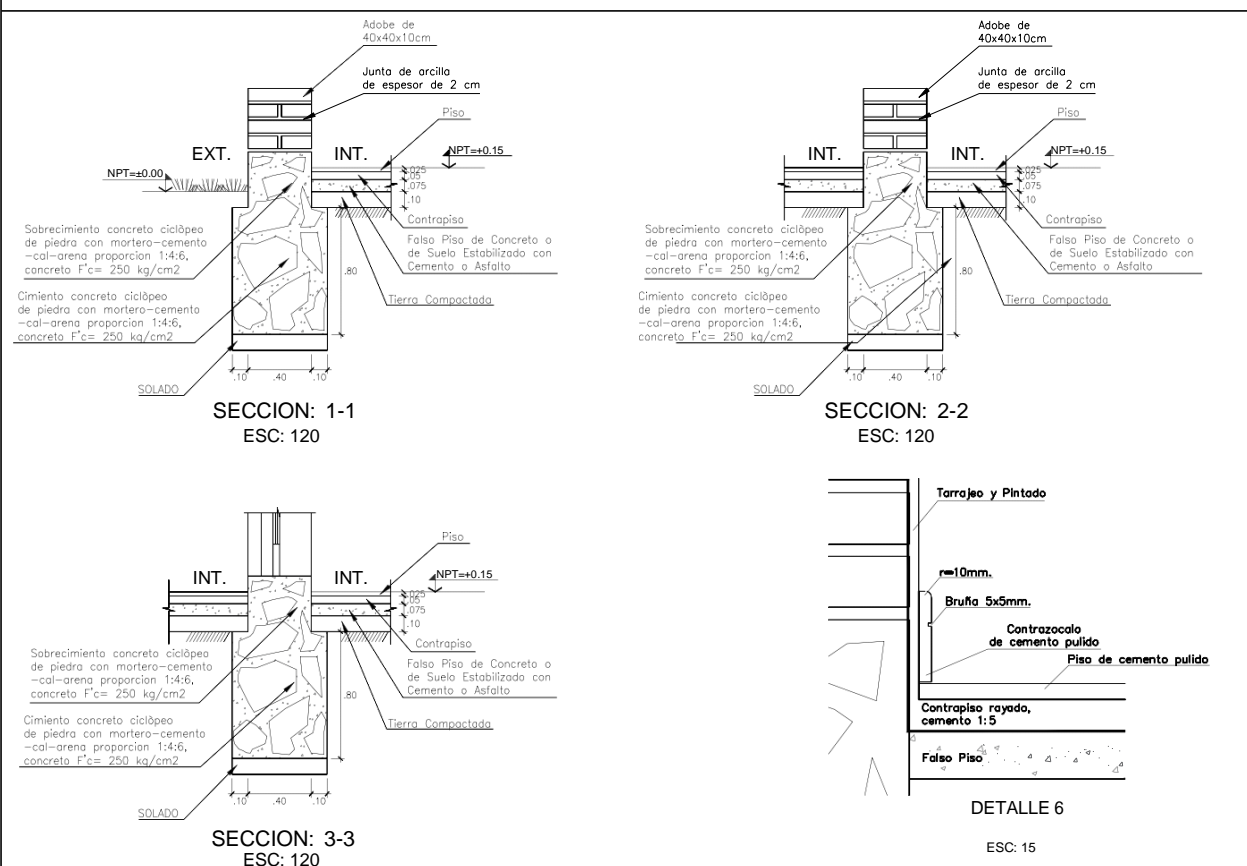 Adobe de
40x40x10cm
Junta de arcilla
de espesor de 2 cm
Piso
EXT.
INT.
NPT=+0.15
NPT=±0.00
.025
.05
.075
.10
Contrapiso
Sobrecimiento concreto ciclòpeo
de piedra con mortero-cemento
-cal-arena proporcion 1:4:6,
concreto F'c= 250 kg/cm2
Falso Piso de Concreto o
de Suelo Estabilizado con
Cemento o Asfalto
.80
Cimiento concreto ciclòpeo
de piedra con mortero-cemento
-cal-arena proporcion 1:4:6,
concreto F'c= 250 kg/cm2
Tierra Compactada
SOLADO
.10 .40 .10
SECCION: 1-1
ESC: 120
Adobe de
40x40x10cm
Junta de arcilla
de espesor de 2 cm
Piso
INT.
INT.
NPT=+0.15
.025
.05
.075
.10
Contrapiso
Sobrecimiento concreto ciclòpeo
de piedra con mortero-cemento
-cal-arena proporcion 1:4:6,
concreto F'c= 250 kg/cm2
Falso Piso de Concreto o
de Suelo Estabilizado con
Cemento o Asfalto
.80
Cimiento concreto ciclòpeo
de piedra con mortero-cemento
-cal-arena proporcion 1:4:6,
concreto F'c= 250 kg/cm2
Tierra Compactada
SOLADO
.10 .40 .10
SECCION: 2-2
ESC: 120
Piso
INT.
INT.
NPT=+0.15
.025
.05
.075
.10
Contrapiso
Sobrecimiento concreto ciclòpeo
de piedra con mortero-cemento
-cal-arena proporcion 1:4:6,
concreto F'c= 250 kg/cm2
Falso Piso de Concreto o
de Suelo Estabilizado con
Cemento o Asfalto
.80
Cimiento concreto ciclòpeo
de piedra con mortero-cemento
-cal-arena proporcion 1:4:6,
concreto F'c= 250 kg/cm2
Tierra Compactada
SOLADO
.10 .40 .10
SECCION: 3-3
ESC: 120
Tarrajeo y Pintado
r=10mm.
Bruña 5x5mm.
Contrazocalo
de cemento pulido
Piso de cemento pulido
Contrapiso rayado,
cemento 1:5
Falso Piso
DETALLE 6
ESC: 15